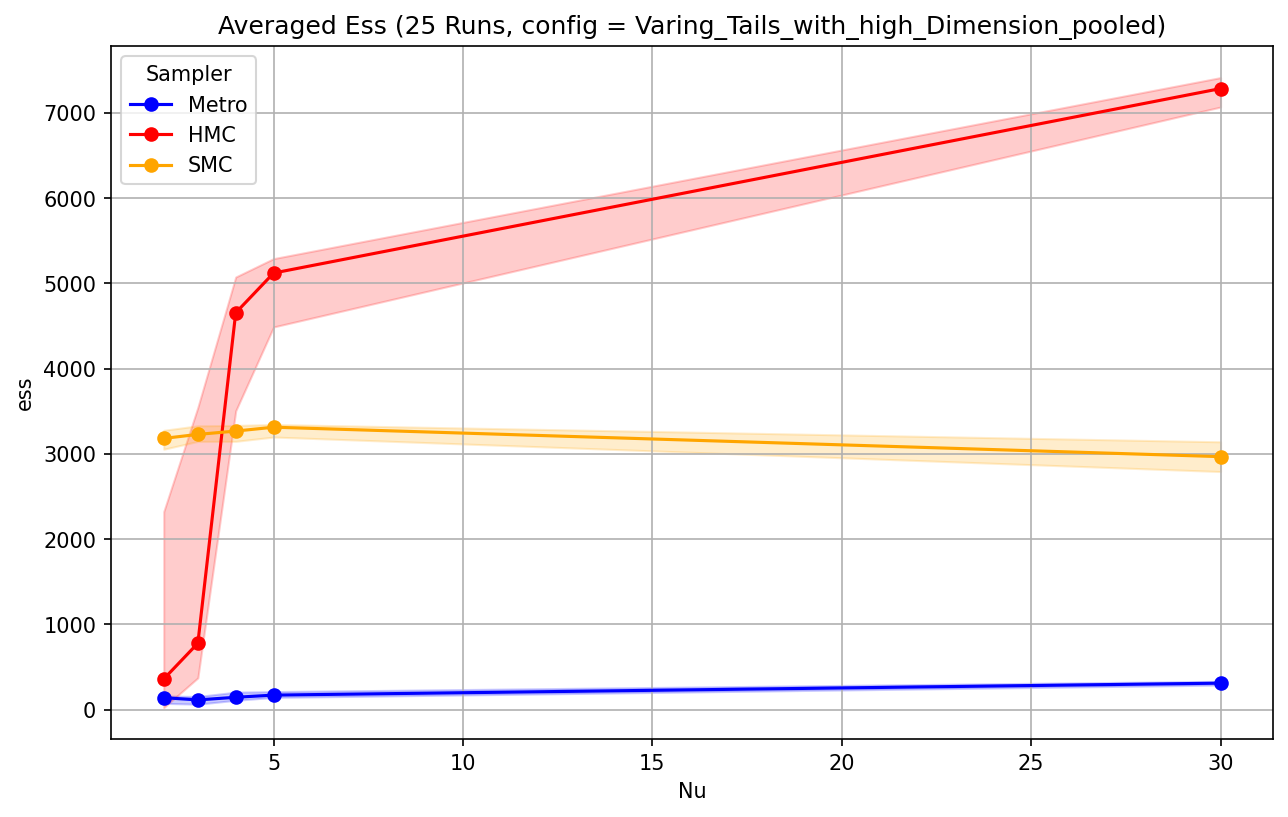 Averaged Ess (25 Runs, config = Varing_Tails_with_high_Dimension_pooled)
Sampler
Metro
HMC
SMC
7000
6000
5000
4000
3000
2000
1000
0
ess
5 10 15 20 25 30
Nu